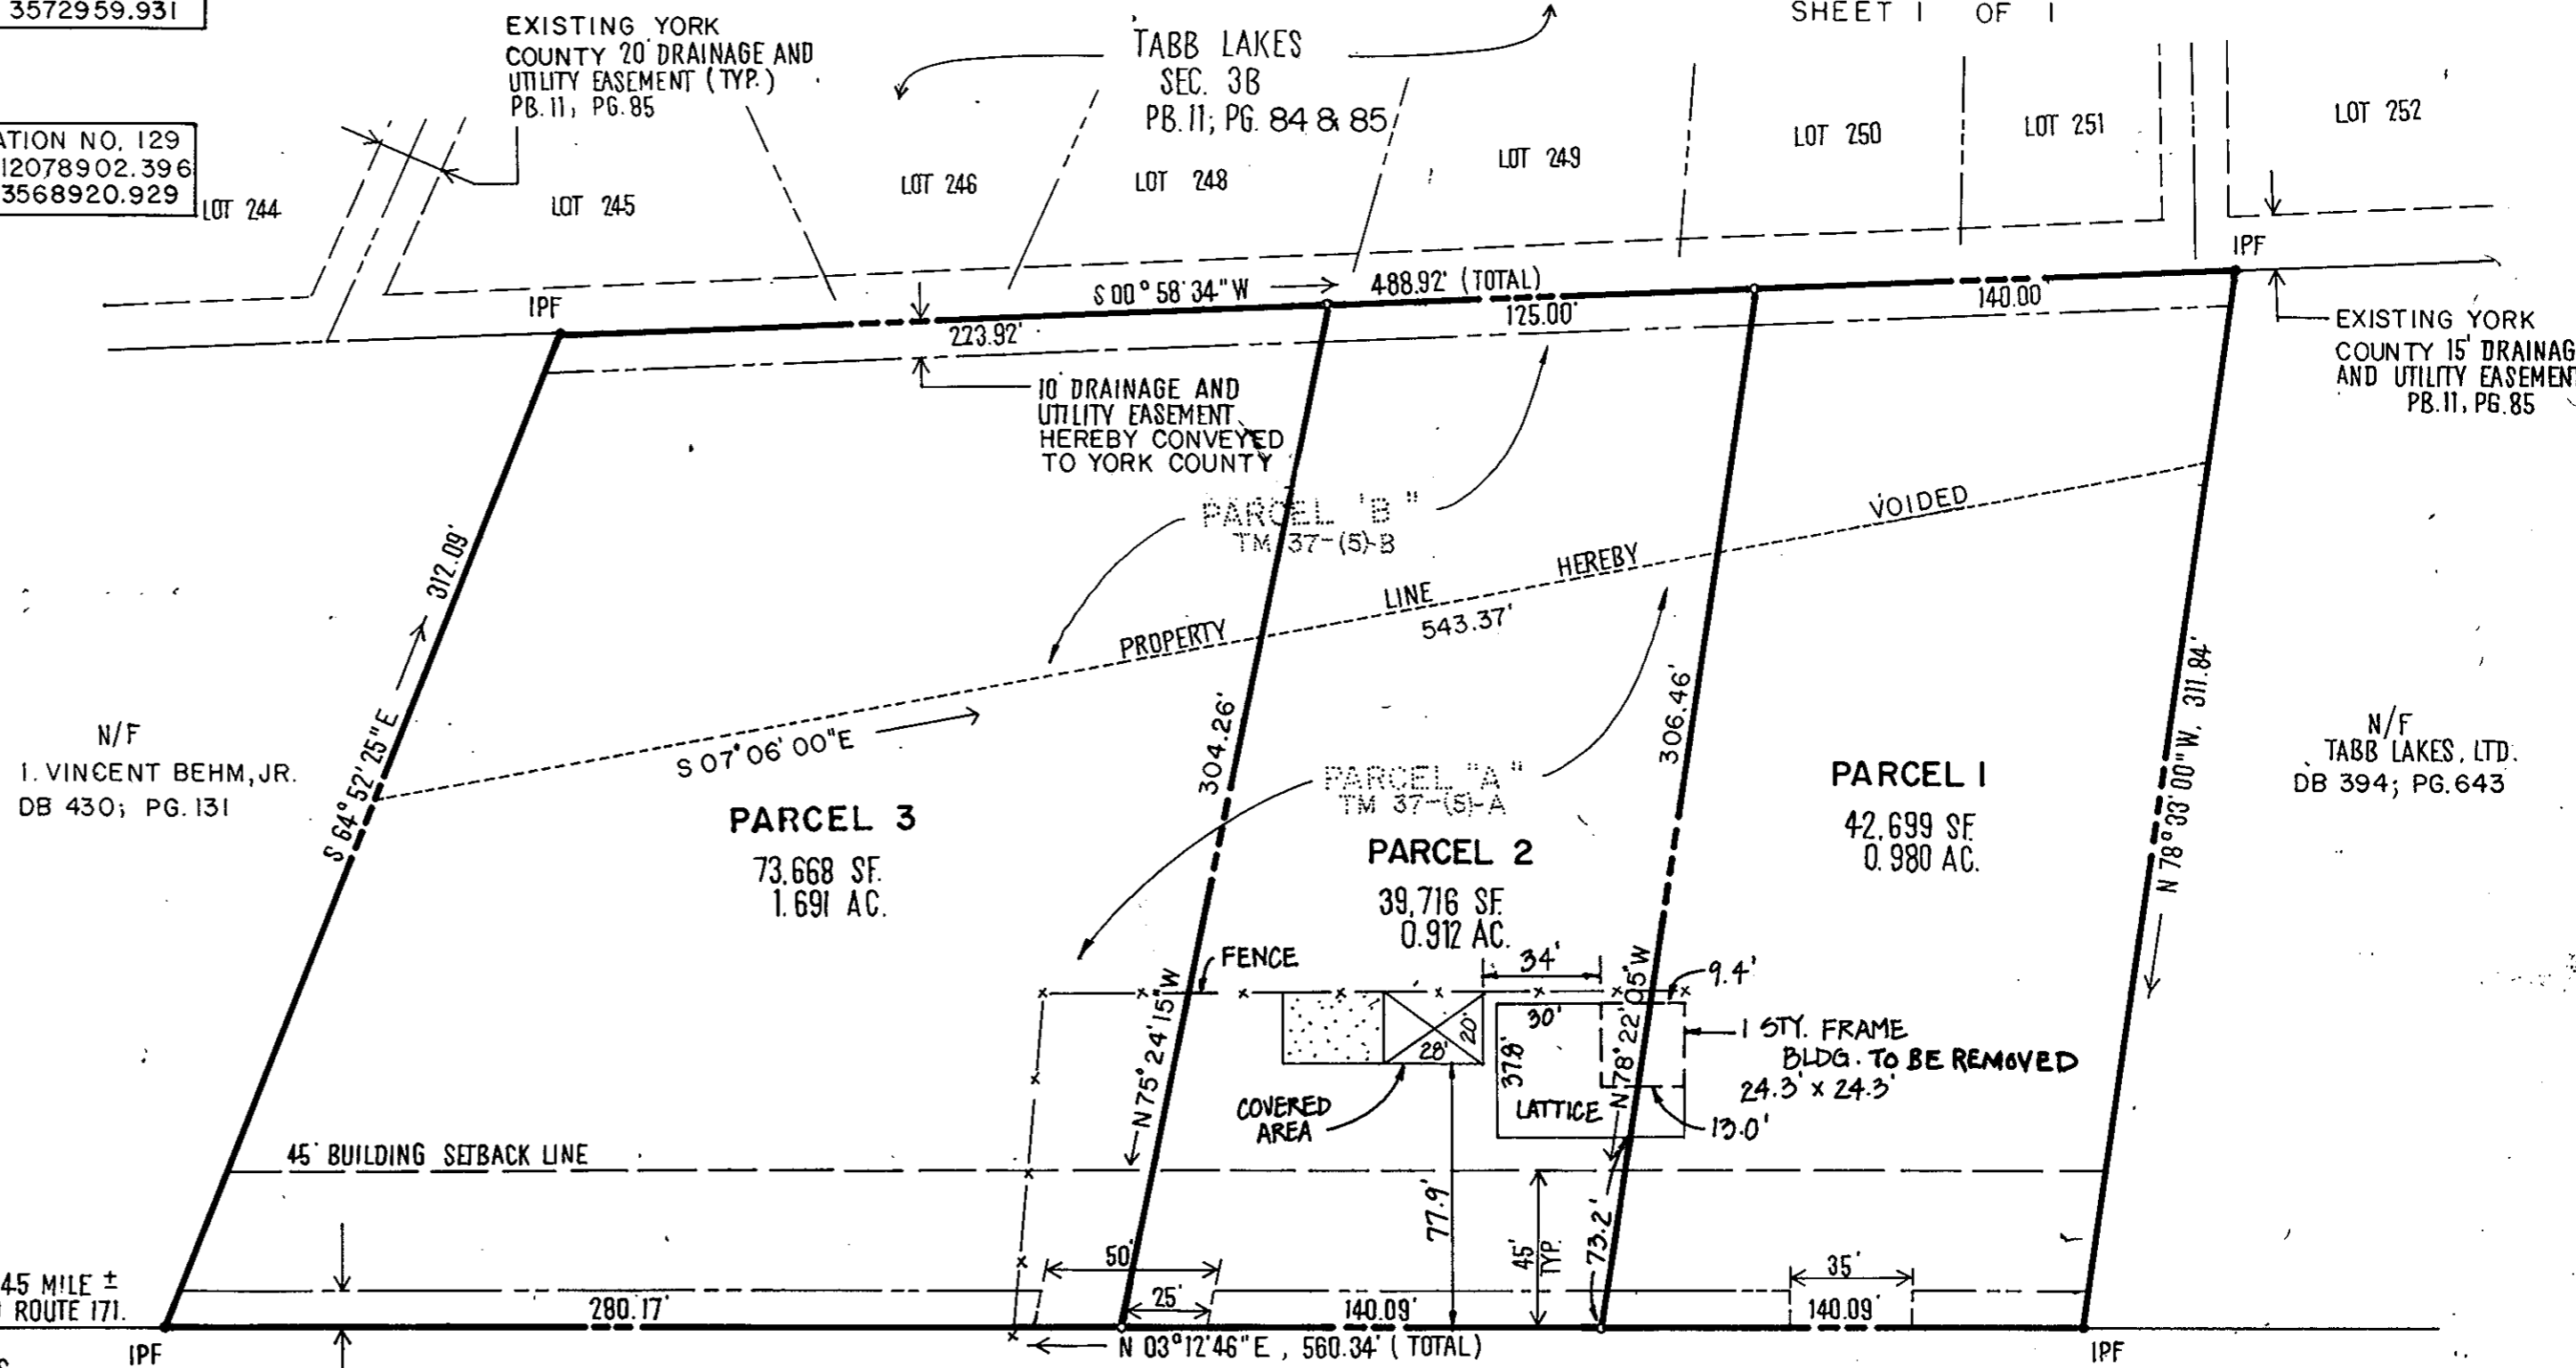 3572959.931
SHEET 1 OF 1
EXISTING YORK
COUNTY 20' DRAINAGE AND
UTILITY EASEMENT (TYP.)
PB.11, PG.85
TABB LAKES
SEC. 3B
PB.11; PG. 84 & 85
ATION NO. 129
12078902.396
3568920.929
LOT 244
LOT 245
LOT 246
LOT 248
LOT 249
LOT 250
LOT 251
LOT 252
IPF
IPF
S 00° 58' 34" W
488.92' (TOTAL)
223.92'
125.00'
140.00'
EXISTING YORK
COUNTY 15' DRAINAG
AND UTILITY EASEMENT
PB.11, PG.85
10' DRAINAGE AND
UTILITY EASEMENT
HEREBY CONVEYED
TO YORK COUNTY
PARCEL "B"
TM 37-(5)-B
PROPERTY LINE HEREBY VOIDED
543.37'
S 07° 06' 00" E
S 64° 52' 25" E 312.09'
304.26'
306.46'
N 78° 33' 00" W, 311.84'
N/F
I. VINCENT BEHM, JR.
DB 430; PG. 131
N/F
TABB LAKES, LTD.
DB 394; PG. 643
PARCEL "A"
TM 37-(5)-A
PARCEL 3
73,668 SF.
1.691 AC.
PARCEL 2
39,716 SF.
0.912 AC.
PARCEL 1
42,699 SF.
0.980 AC.
FENCE
34'
9.4'
N 75° 24' 15" W
N 78° 22' 05" W
30'
20'
28'
37.8'
1 STY. FRAME
BLDG. TO BE REMOVED
24.3' x 24.3'
COVERED
AREA
LATTICE
13.0'
45' BUILDING SETBACK LINE
77.9'
45'
TYP.
73.2'
50'
25'
35'
45 MILE ±
ROUTE 171.
280.17'
140.09'
140.09'
N 03° 12' 46" E, 560.34' (TOTAL)
IPF
IPF